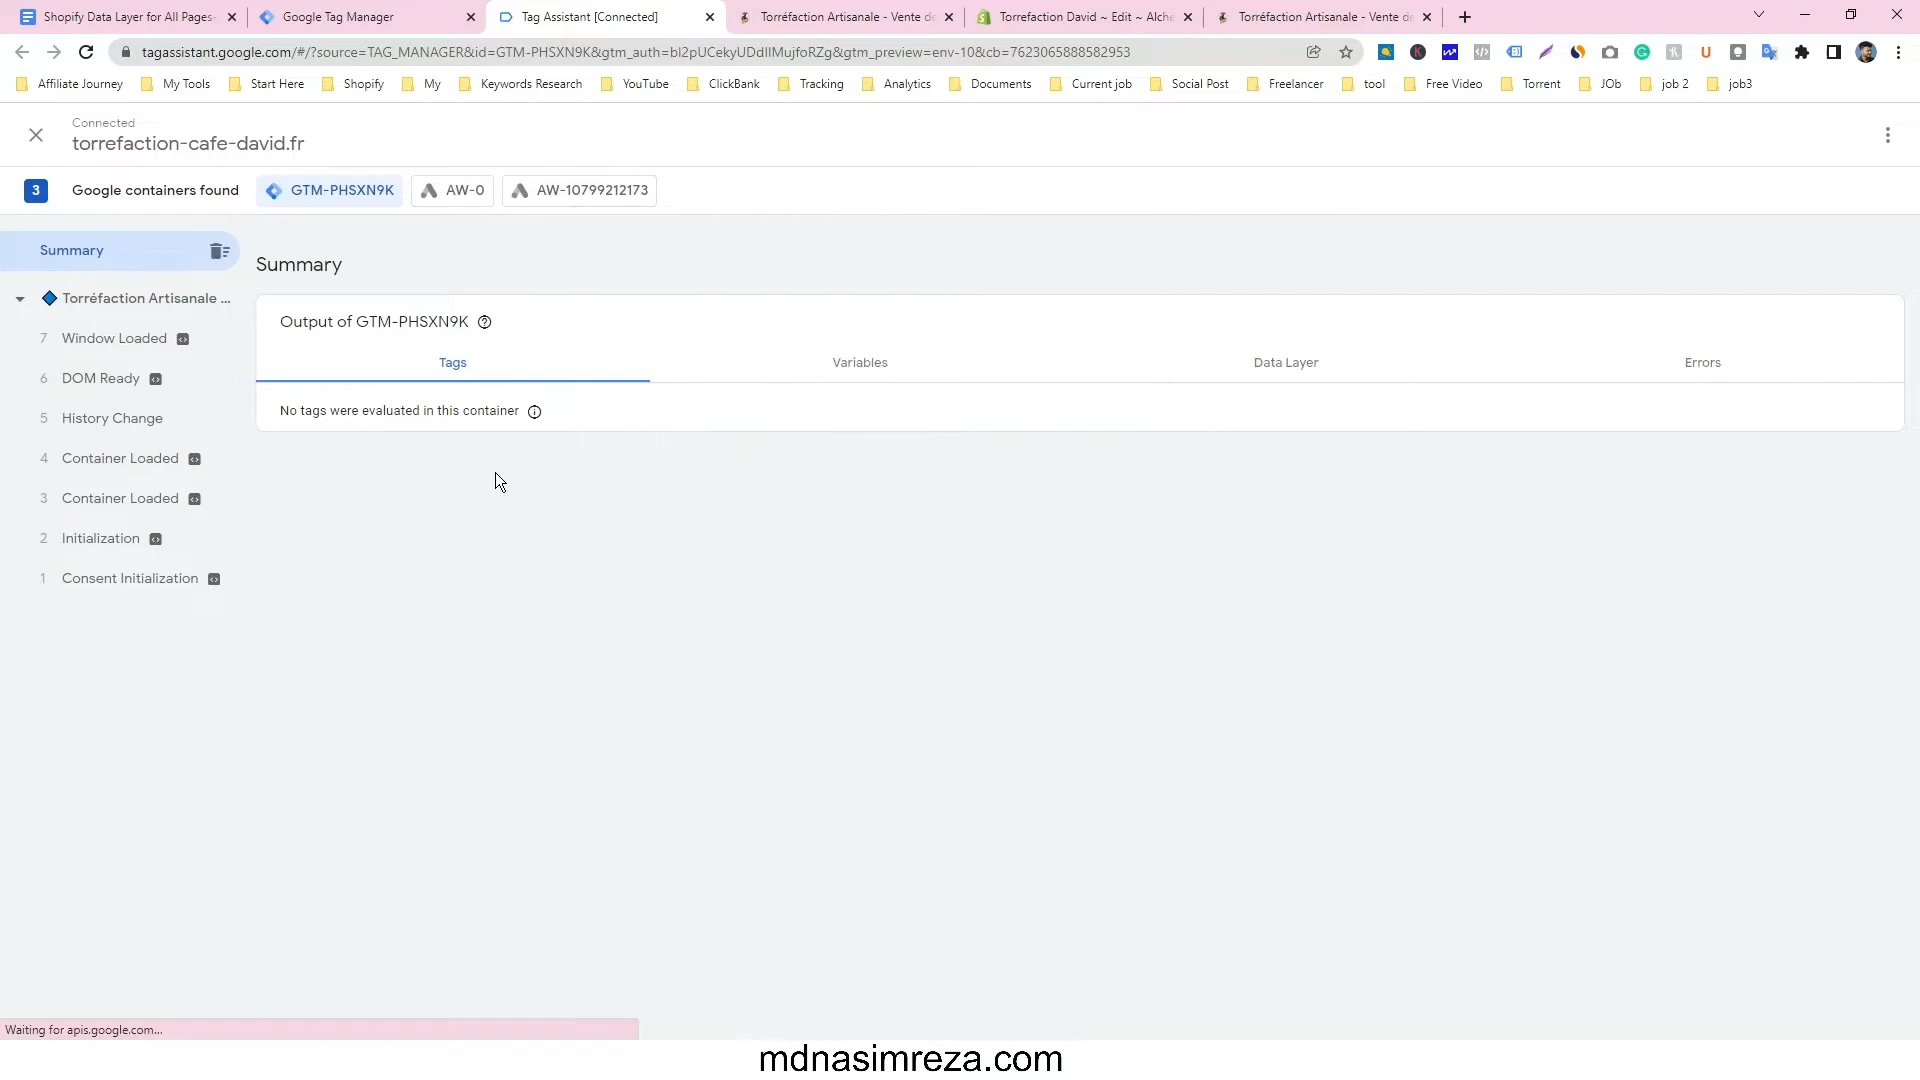 Shopify Data Layer for All Pages-
Google Tag Manager
Tag Assistant [Connected]
Torréfaction Artisanale - Vente de
Torrefaction David ~ Edit ~ Alche
Torréfaction Artisanale - Vente de
tagassistant.google.com/#/?source=TAG_MANAGER&id=GTM-PHSXN9K&gtm_auth=bl2pUCekyUDdIIMujfoRZg&gtm_preview=env-10&cb=7623065888582953
Affiliate Journey
My Tools
Start Here
Shopify
My
Keywords Research
YouTube
ClickBank
Tracking
Analytics
Documents
Current job
Social Post
Freelancer
tool
Free Video
Torrent
JOb
job 2
job3
Connected
torrefaction-cafe-david.fr
3 Google containers found
GTM-PHSXN9K
AW-0
AW-10799212173
Summary
Torréfaction Artisanale ...
7 Window Loaded
6 DOM Ready
5 History Change
4 Container Loaded
3 Container Loaded
2 Initialization
1 Consent Initialization
Summary
Output of GTM-PHSXN9K
Tags
Variables
Data Layer
Errors
No tags were evaluated in this container
Waiting for apis.google.com...
mdnasimreza.com